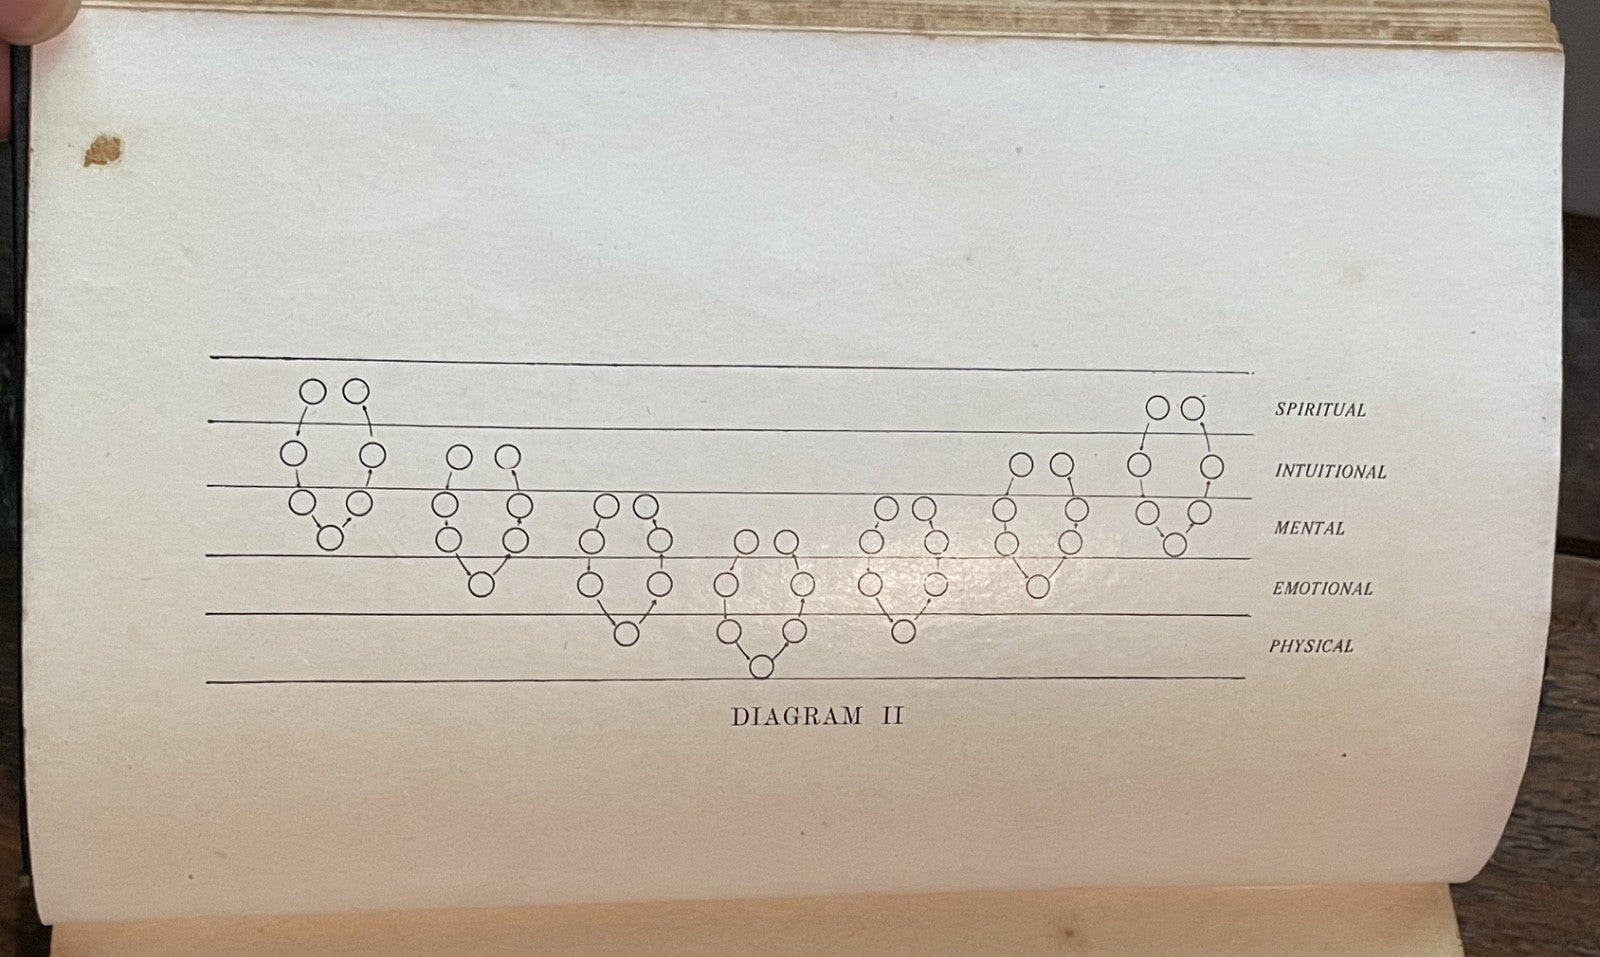 SPIRITUAL
INTUITIONAL
MENTAL
EMOTIONAL
PHYSICAL
DIAGRAM II